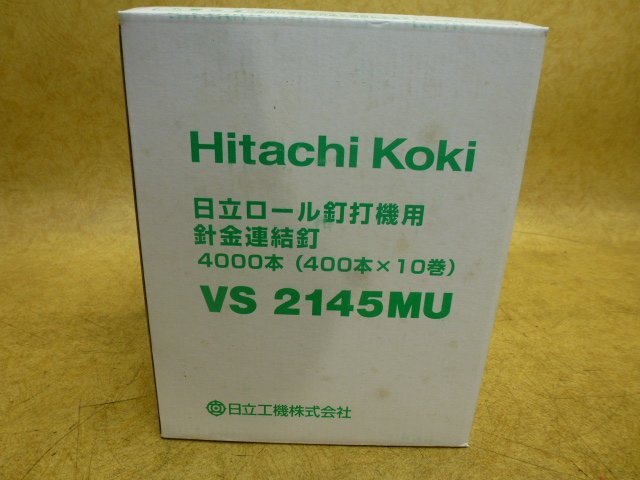 Hitachi Koki
日立ロール釘打機用
針金連結釘
4000本（400本×10巻）
VS 2145MU
日立工機株式会社